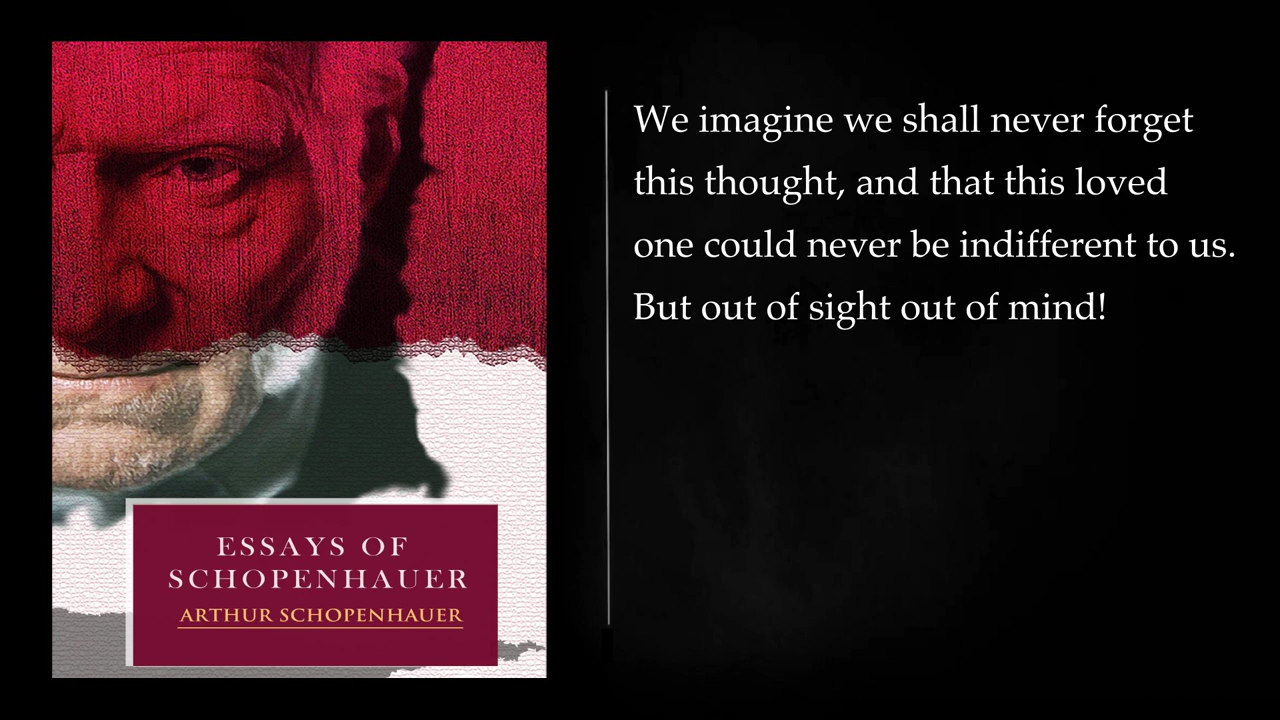 ESSAYS OF
SCHOPENHAUER
ARTHUR SCHOPENHAUER
We imagine we shall never forget
this thought, and that this loved
one could never be indifferent to us.
But out of sight out of mind!